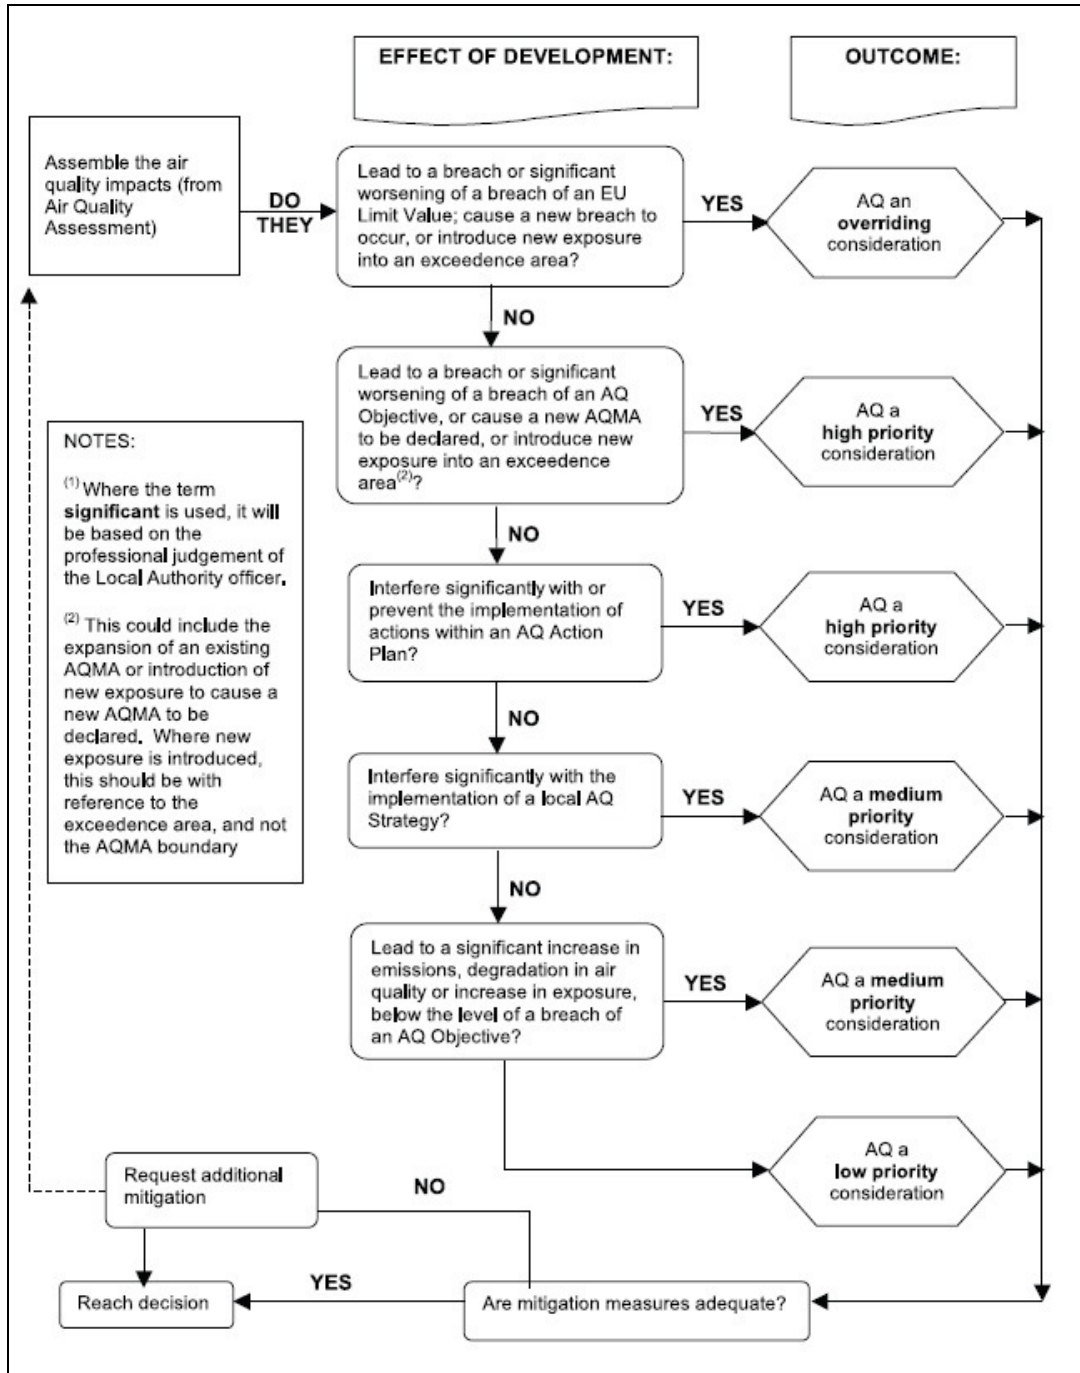 EFFECT OF DEVELOPMENT:
OUTCOME:
Assemble the air
quality impacts (from
Air Quality
Assessment)
DO
THEY
Lead to a breach or significant
worsening of a breach of an EU
Limit Value; cause a new breach to
occur, or introduce new exposure
into an exceedence area?
YES
AQ an
overriding
consideration
NO
Lead to a breach or significant
worsening of a breach of an AQ
Objective, or cause a new AQMA
to be declared, or introduce new
exposure into an exceedence
area(2)?
YES
AQ a
high priority
consideration
NOTES:
(1) Where the term
significant is used, it will
be based on the
professional judgement of
the Local Authority officer.
(2) This could include the
expansion of an existing
AQMA or introduction of
new exposure to cause a
new AQMA to be
declared. Where new
exposure is introduced,
this should be with
reference to the
exceedence area, and not
the AQMA boundary
NO
Interfere significantly with or
prevent the implementation of
actions within an AQ Action
Plan?
YES
AQ a
high priority
consideration
NO
Interfere significantly with the
implementation of a local AQ
Strategy?
YES
AQ a medium
priority
consideration
NO
Lead to a significant increase in
emissions, degradation in air
quality or increase in exposure,
below the level of a breach of
an AQ Objective?
YES
AQ a medium
priority
consideration
AQ a
low priority
consideration
Request additional
mitigation
NO
Reach decision
YES
Are mitigation measures adequate?